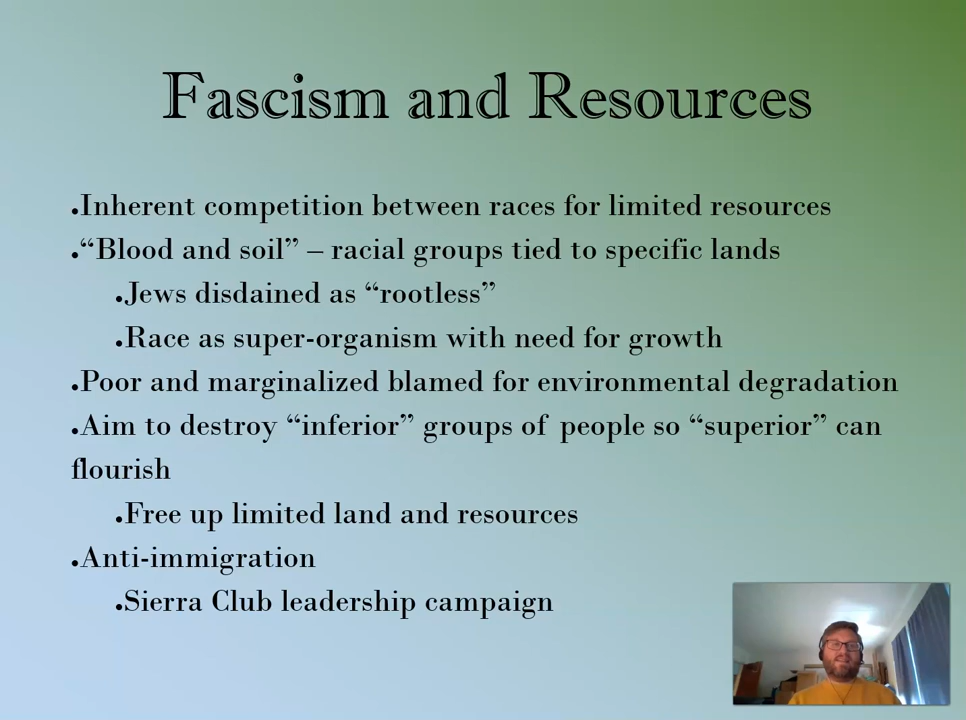 Fascism and Resources
•Inherent competition between races for limited resources
•“Blood and soil” – racial groups tied to specific lands
•Jews disdained as “rootless”
•Race as super-organism with need for growth
•Poor and marginalized blamed for environmental degradation
•Aim to destroy “inferior” groups of people so “superior” can
flourish
•Free up limited land and resources
•Anti-immigration
•Sierra Club leadership campaign